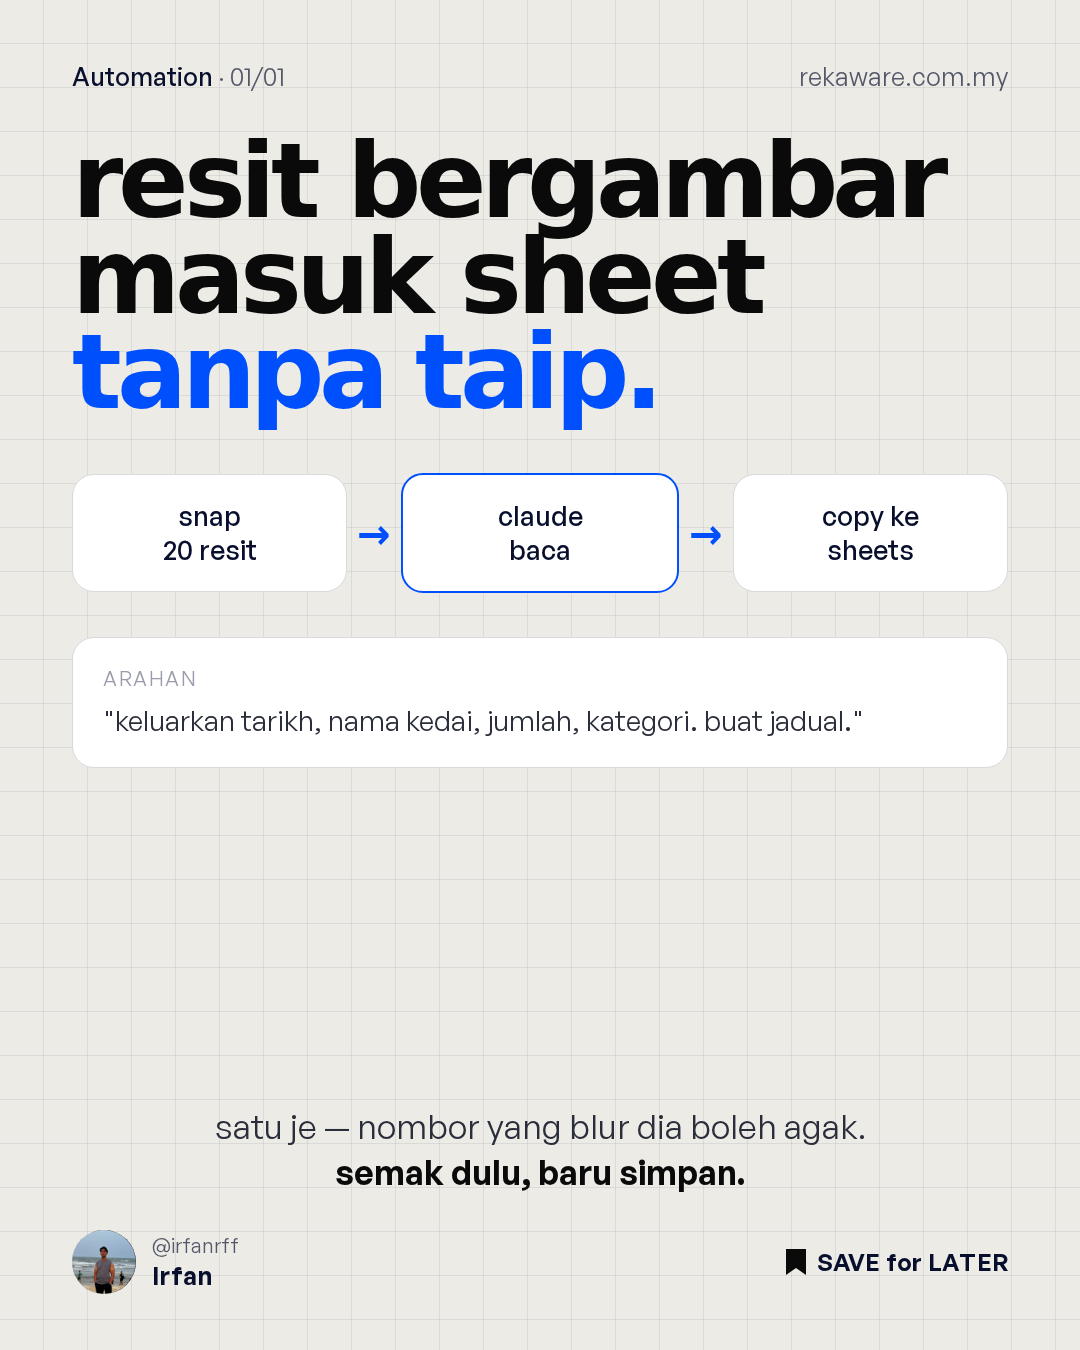 Automation · 01/01
rekaware.com.my
resit bergambar
masuk sheet
tanpa taip.
snap
20 resit
→
claude
baca
→
copy ke
sheets
ARAHAN
"keluarkan tarikh, nama kedai, jumlah, kategori. buat jadual."
satu je — nombor yang blur dia boleh agak.
semak dulu, baru simpan.
@irfanrff
Irfan
SAVE for LATER